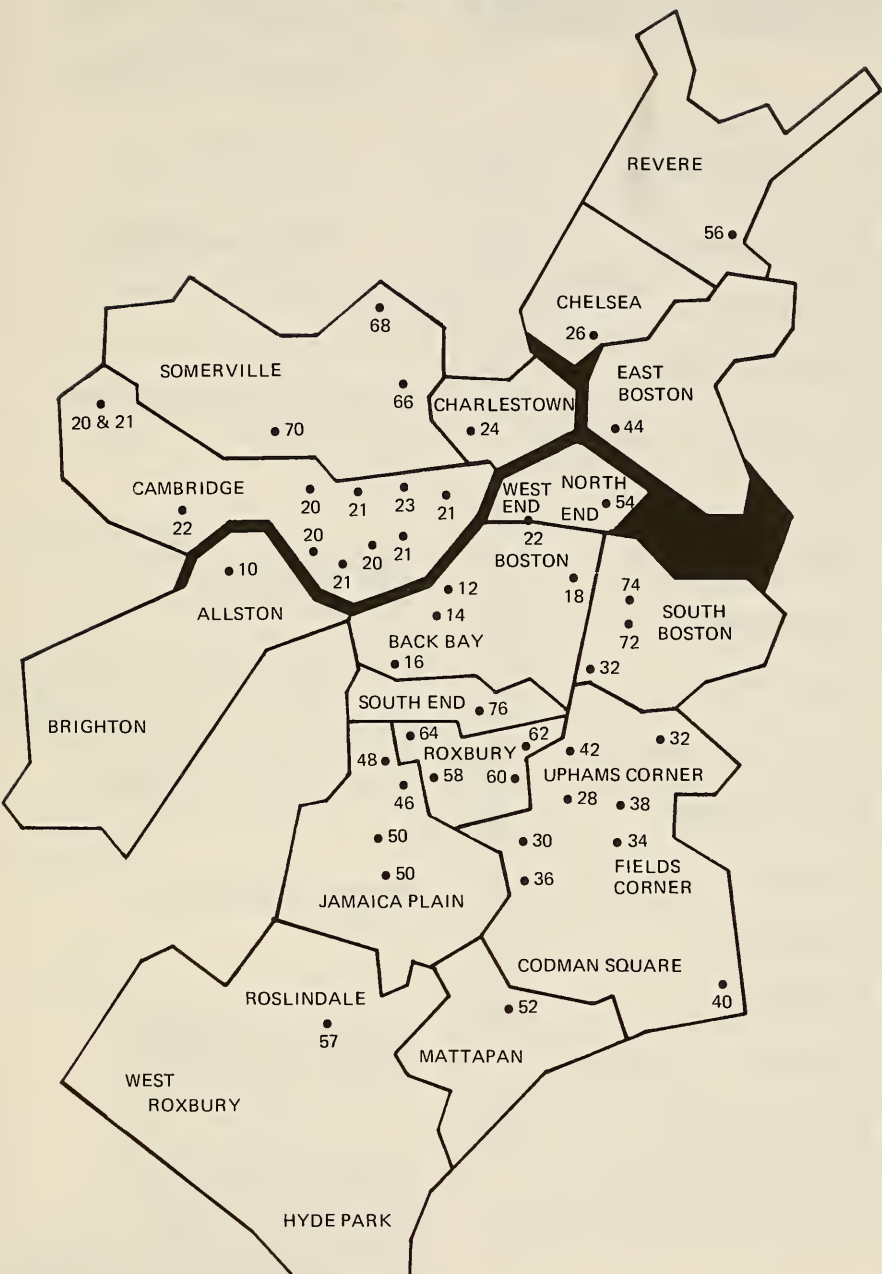 REVERE
56
CHELSEA
26
68
SOMERVILLE
EAST
BOSTON
66
20 & 21
CHARLESTOWN
70
24
44
CAMBRIDGE
20
21
23
21
22
WEST
END
NORTH
END
54
22
20
21
20
21
BOSTON
10
12
18
74
ALLSTON
14
SOUTH
BOSTON
72
BACK BAY
16
32
SOUTH END
76
BRIGHTON
64
62
32
ROXBURY
42
48
58
60
UPHAMS CORNER
46
28
38
50
30
34
FIELDS
CORNER
50
36
JAMAICA PLAIN
CODMAN SQUARE
40
ROSLINDALE
52
57
MATTAPAN
WEST
ROXBURY
HYDE PARK